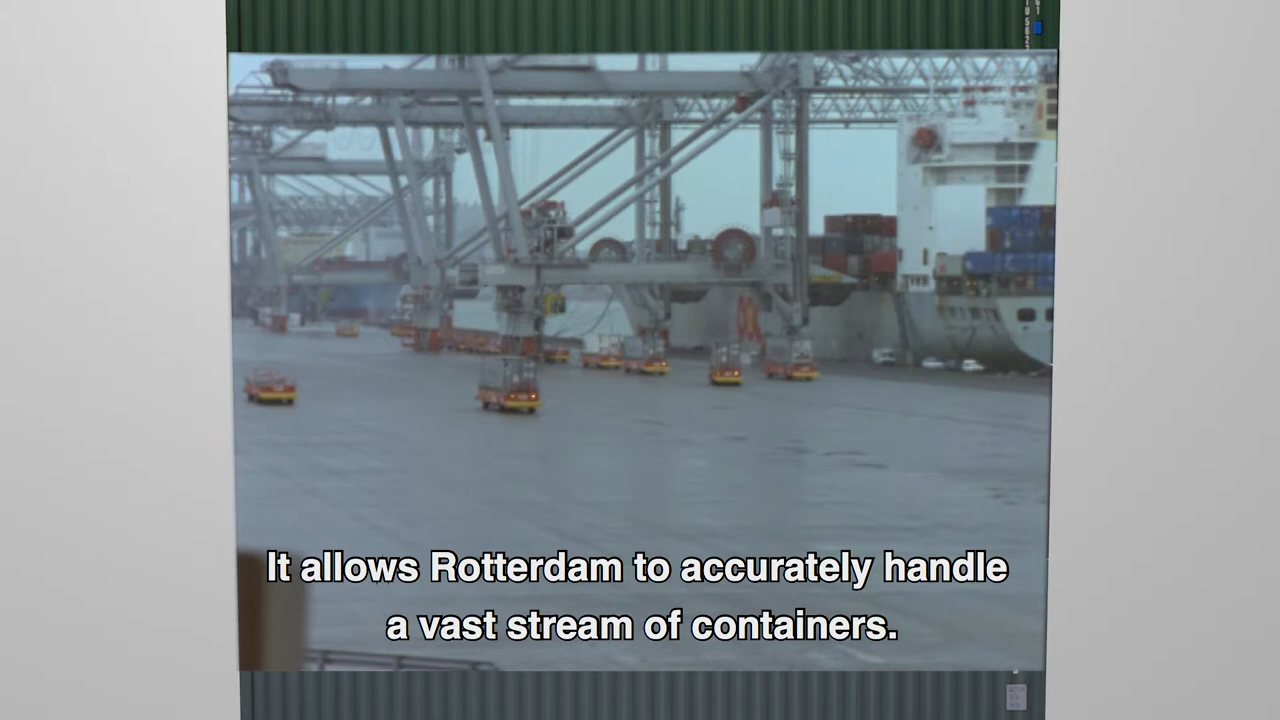 It allows Rotterdam to accurately handle
a vast stream of containers.